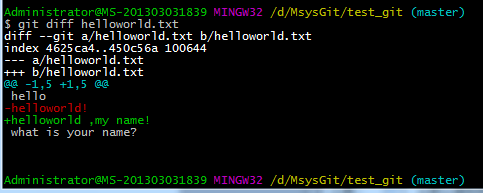 Administrator@MS-201303031839 MINGW32 /d/MsysGit/test_git (master)
$ git diff helloworld.txt
diff --git a/helloworld.txt b/helloworld.txt
index 4625ca4..450c56a 100644
--- a/helloworld.txt
+++ b/helloworld.txt
@@ -1,5 +1,5 @@
 hello
-helloworld!
+helloworld ,my name!
 what is your name?
Administrator@MS-201303031839 MINGW32 /d/MsysGit/test_git (master)